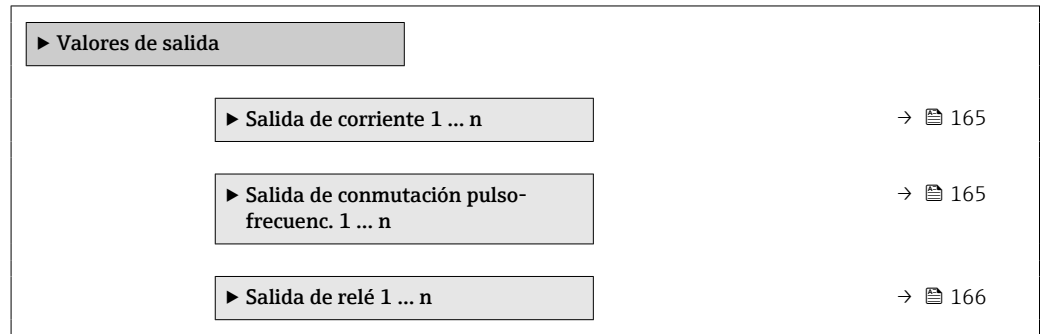 ▶ Valores de salida
▶ Salida de corriente 1 ... n → 165
▶ Salida de conmutación pulso-
frecuenc. 1 ... n → 165
▶ Salida de relé 1 ... n → 166